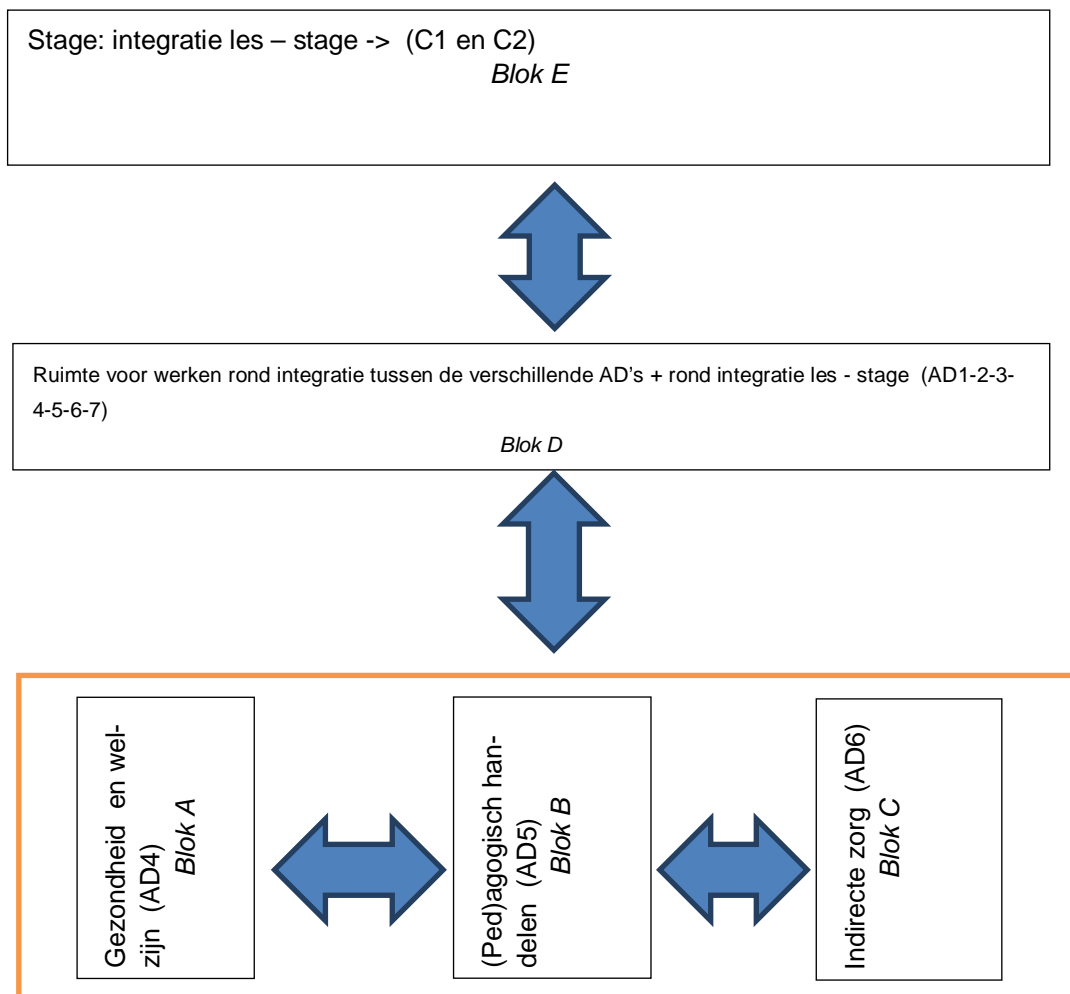 Stage: integratie les – stage -> (C1 en C2)
Blok E
Ruimte voor werken rond integratie tussen de verschillende AD’s + rond integratie les - stage (AD1-2-3-
4-5-6-7)
Blok D
Gezondheid en wel-
zijn (AD4)
Blok A
(Ped)agogisch han-
delen (AD5)
Blok B
Indirecte zorg (AD6)
Blok C